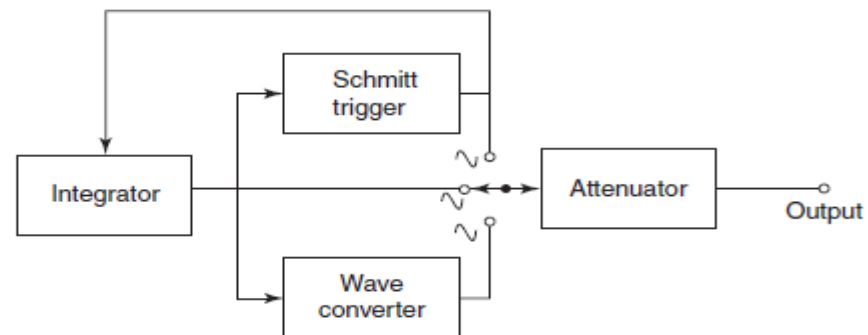 Schmitt
trigger
Integrator
Attenuator
Output
Wave
converter